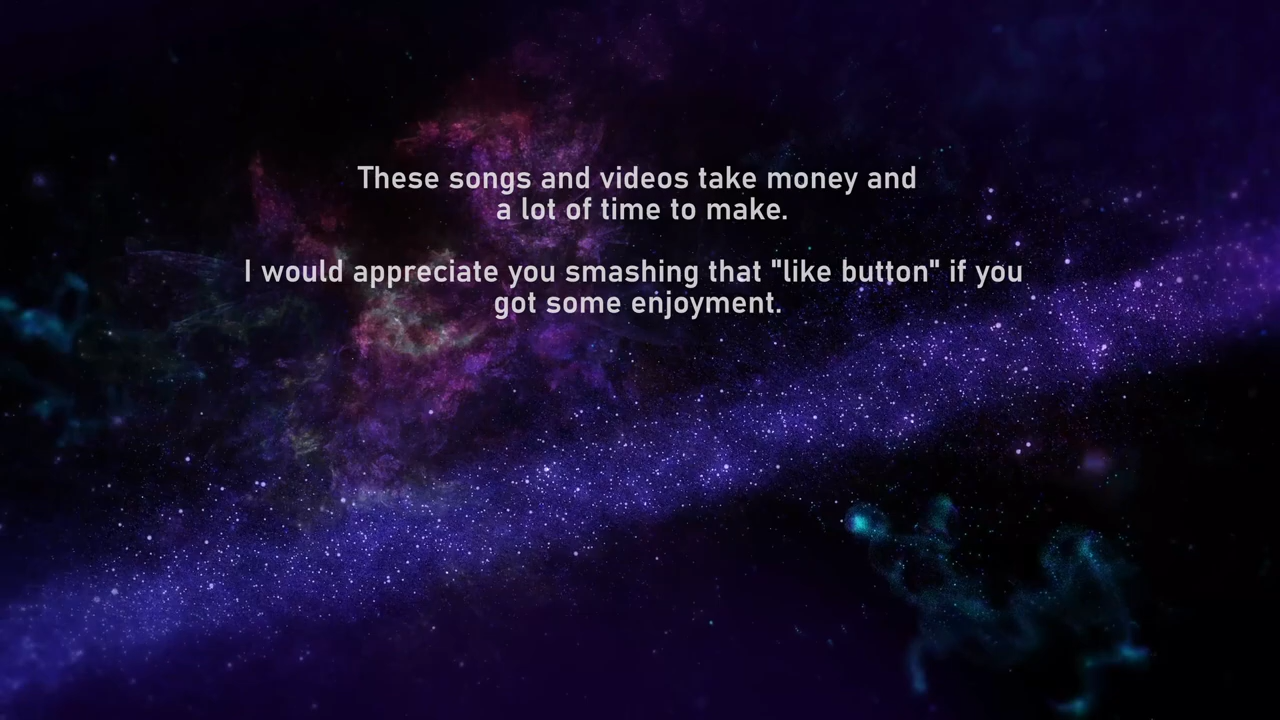 These songs and videos take money and
a lot of time to make.
I would appreciate you smashing that "like button" if you
got some enjoyment.